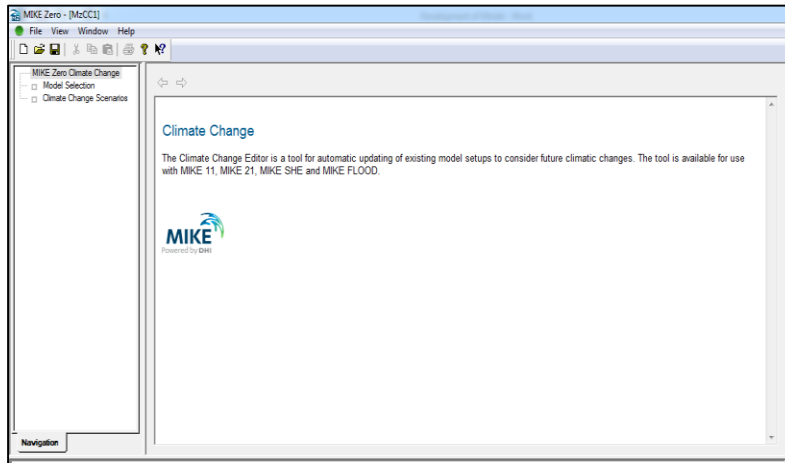 MIKE Zero - [MzCC1]
File View Window Help
MIKE Zero Climate Change
Model Selection
Climate Change Scenarios
Climate Change
The Climate Change Editor is a tool for automatic updating of existing model setups to consider future climatic changes. The tool is available for use
with MIKE 11, MIKE 21, MIKE SHE and MIKE FLOOD.
MIKE
Powered by DHI
Navigation